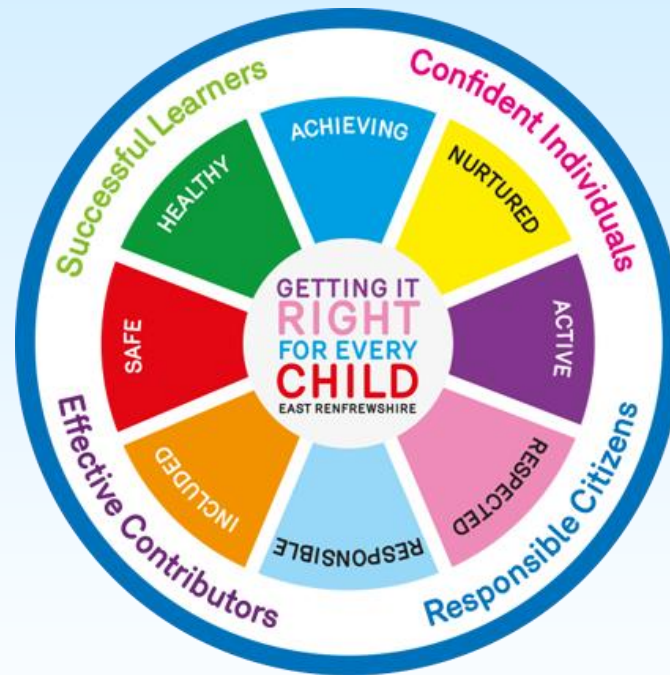 Successful Learners
Confident Individuals
Responsible Citizens
Effective Contributors
ACHIEVING
NURTURED
ACTIVE
RESPECTED
RESPONSIBLE
INCLUDED
SAFE
HEALTHY
GETTING IT
RIGHT
FOR EVERY
CHILD
EAST RENFREWSHIRE